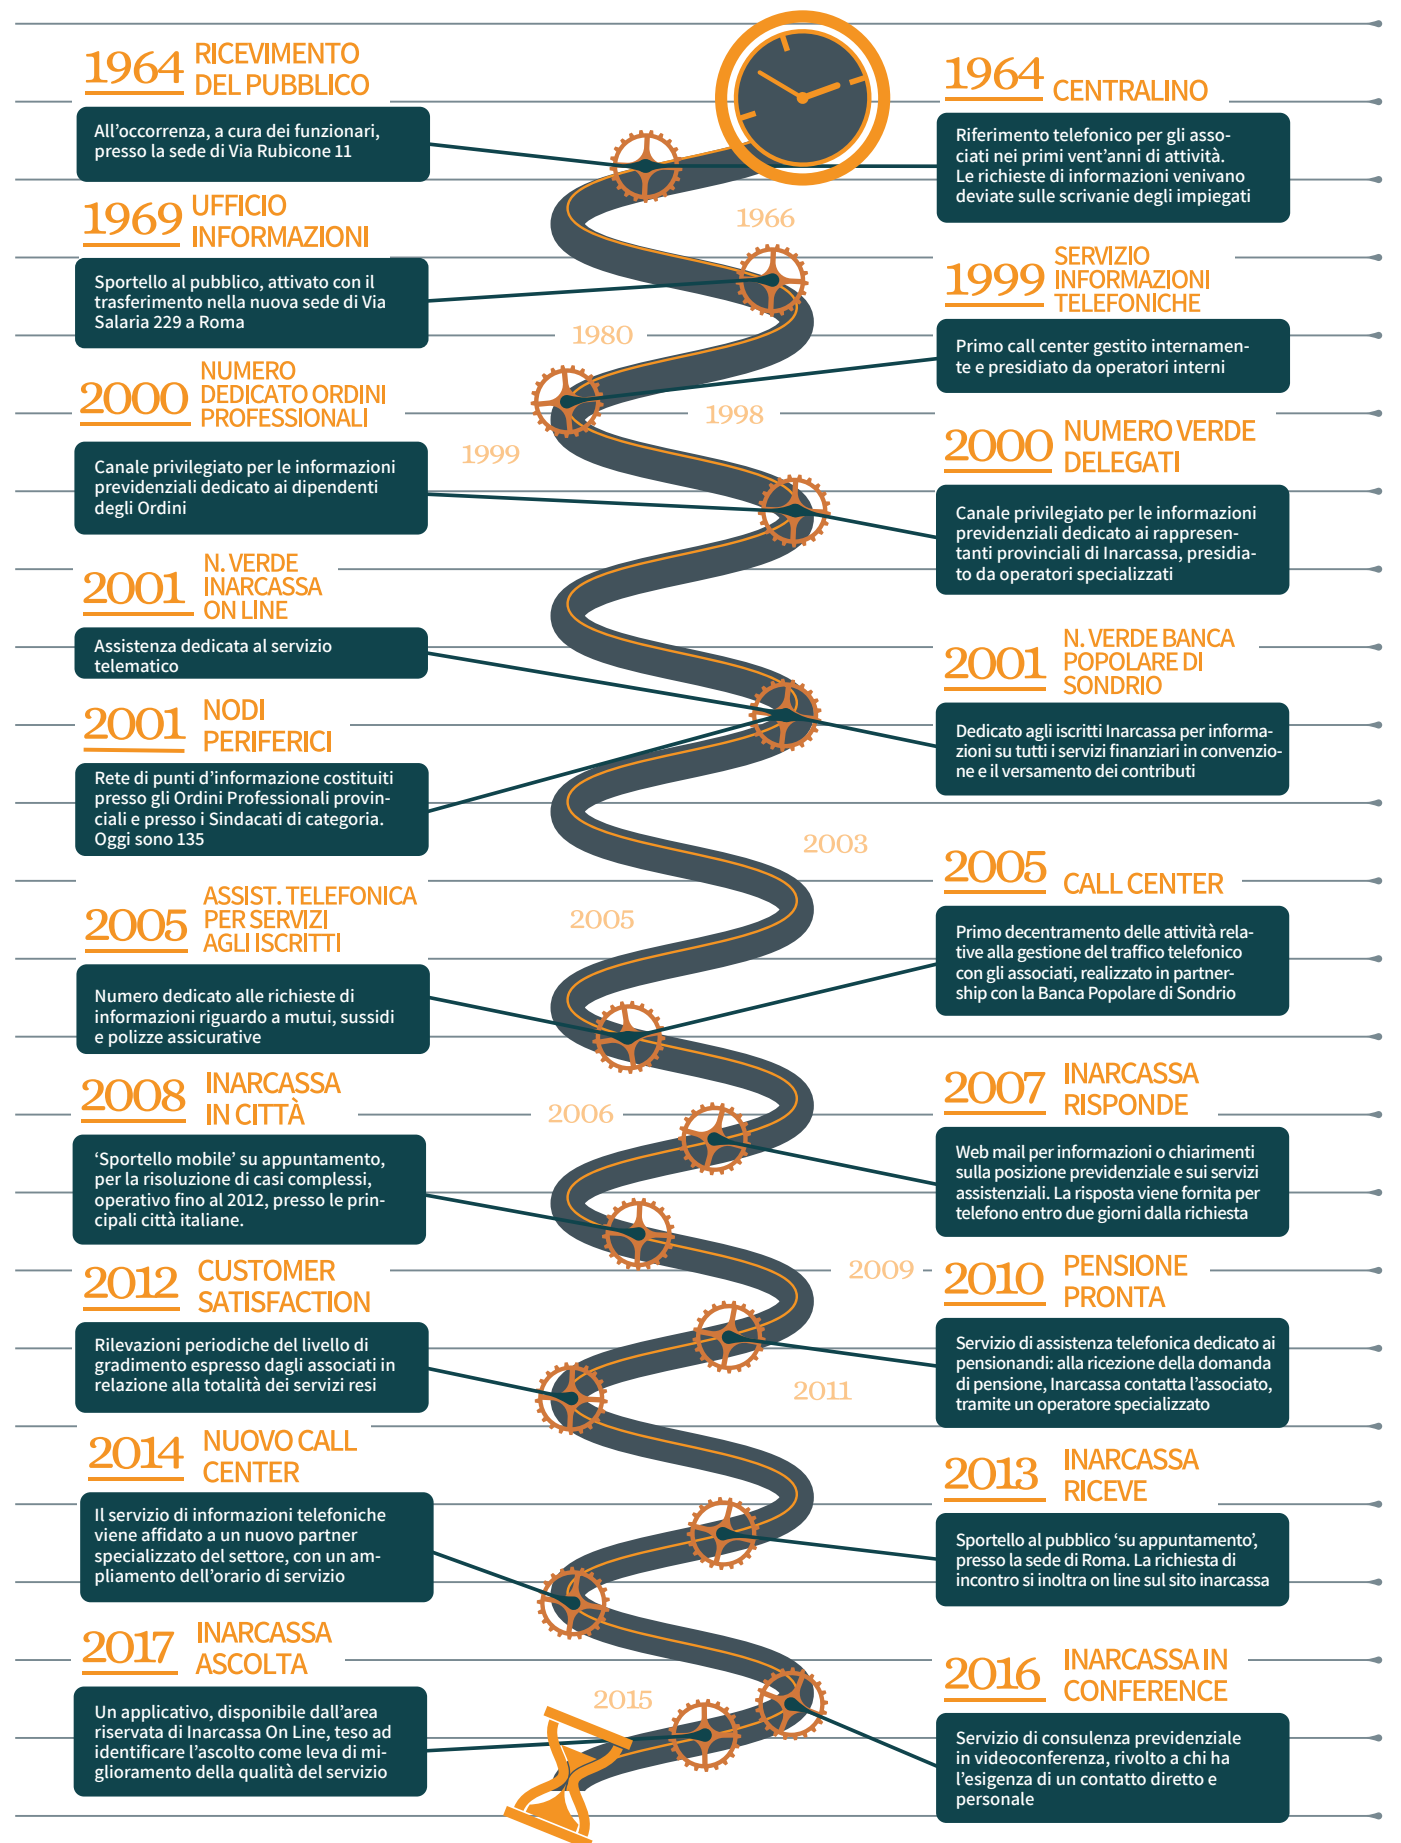 1964
RICEVIMENTO
DEL PUBBLICO
All’occorrenza, a cura dei funzionari,
presso la sede di Via Rubicone 11
1964
CENTRALINO
Riferimento telefonico per gli asso-
ciati nei primi vent’anni di attività.
Le richieste di informazioni venivano
deviate sulle scrivanie degli impiegati
1966
1969
UFFICIO
INFORMAZIONI
Sportello al pubblico, attivato con il
trasferimento nella nuova sede di Via
Salaria 229 a Roma
1999
SERVIZIO
INFORMAZIONI
TELEFONICHE
Primo call center gestito internamen-
te e presidiato da operatori interni
1980
2000
NUMERO
DEDICATO ORDINI
PROFESSIONALI
Canale privilegiato per le informazioni
previdenziali dedicato ai dipendenti
degli Ordini
1998
1999
2000
NUMERO VERDE
DELEGATI
Canale privilegiato per le informazioni
previdenziali dedicato ai rappresen-
tanti provinciali di Inarcassa, presidia-
to da operatori specializzati
2001
N. VERDE
INARCASSA
ON LINE
Assistenza dedicata al servizio
telematico
2001
N. VERDE BANCA
POPOLARE DI
SONDRIO
Dedicato agli iscritti Inarcassa per informa-
zioni su tutti i servizi finanziari in convenzio-
ne e il versamento dei contributi
2001
NODI
PERIFERICI
Rete di punti d’informazione costituiti
presso gli Ordini Professionali provin-
ciali e presso i Sindacati di categoria.
Oggi sono 135
2003
2005
CALL CENTER
Primo decentramento delle attività rela-
tive alla gestione del traffico telefonico
con gli associati, realizzato in partner-
ship con la Banca Popolare di Sondrio
2005
ASSIST. TELEFONICA
PER SERVIZI
AGLI ISCRITTI
Numero dedicato alle richieste di
informazioni riguardo a mutui, sussidi
e polizze assicurative
2005
2008
INARCASSA
IN CITTÀ
‘Sportello mobile’ su appuntamento,
per la risoluzione di casi complessi,
operativo fino al 2012, presso le prin-
cipali città italiane.
2006
2007
INARCASSA
RISPONDE
Web mail per informazioni o chiarimenti
sulla posizione previdenziale e sui servizi
assistenziali. La risposta viene fornita per
telefono entro due giorni dalla richiesta
2012
CUSTOMER
SATISFACTION
Rilevazioni periodiche del livello di
gradimento espresso dagli associati in
relazione alla totalità dei servizi resi
2009
2010
PENSIONE
PRONTA
Servizio di assistenza telefonica dedicato ai
pensionandi: alla ricezione della domanda
di pensione, Inarcassa contatta l’associato,
tramite un operatore specializzato
2011
2014
NUOVO CALL
CENTER
Il servizio di informazioni telefoniche
viene affidato a un nuovo partner
specializzato del settore, con un am-
pliamento dell’orario di servizio
2013
INARCASSA
RICEVE
Sportello al pubblico ‘su appuntamento’,
presso la sede di Roma. La richiesta di
incontro si inoltra on line sul sito inarcassa
2017
INARCASSA
ASCOLTA
Un applicativo, disponibile dall’area
riservata di Inarcassa On Line, teso ad
identificare l’ascolto come leva di mi-
glioramento della qualità del servizio
2015
2016
INARCASSA IN
CONFERENCE
Servizio di consulenza previdenziale
in videoconferenza, rivolto a chi ha
l’esigenza di un contatto diretto e
personale